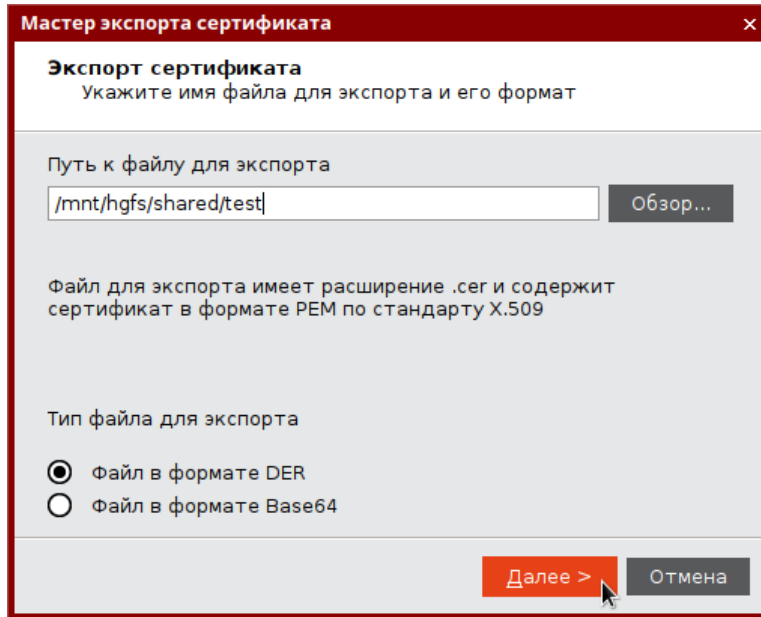 Мастер экспорта сертификата
Экспорт сертификата
Укажите имя файла для экспорта и его формат
Путь к файлу для экспорта
/mnt/hgfs/shared/test
Обзор...
Файл для экспорта имеет расширение .cer и содержит
сертификат в формате PEM по стандарту X.509
Тип файла для экспорта
Файл в формате DER
Файл в формате Base64
Далее >
Отмена